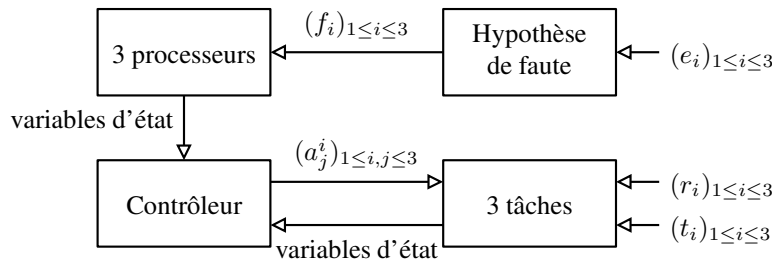 3 processeurs
(f_i)_{1≤i≤3}
Hypothèse
de faute
(e_i)_{1≤i≤3}
variables d'état
Contrôleur
(a^i_j)_{1≤i,j≤3}
3 tâches
(r_i)_{1≤i≤3}
(t_i)_{1≤i≤3}
variables d'état